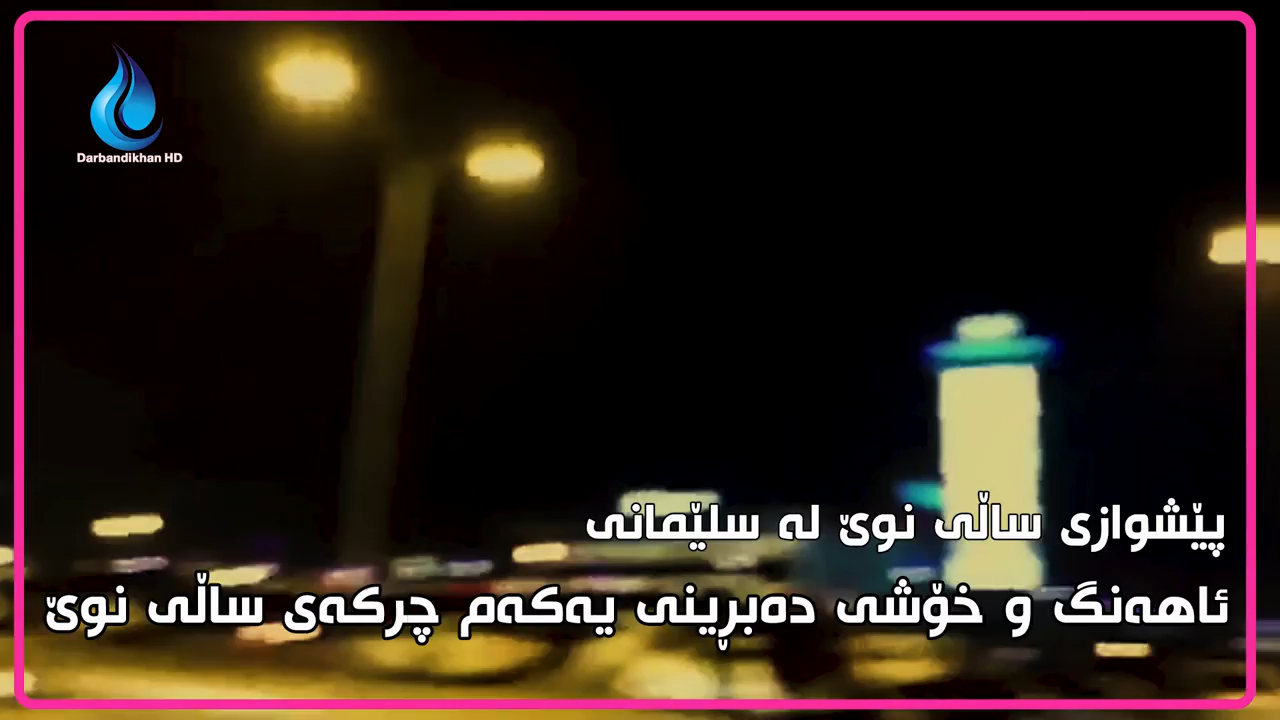 Darbandikhan HD
پێشوازی ساڵی نوێ لە سلێمانی
ئاهەنگ و خۆشی دەبڕینی یەکەم چرکەی ساڵی نوێ